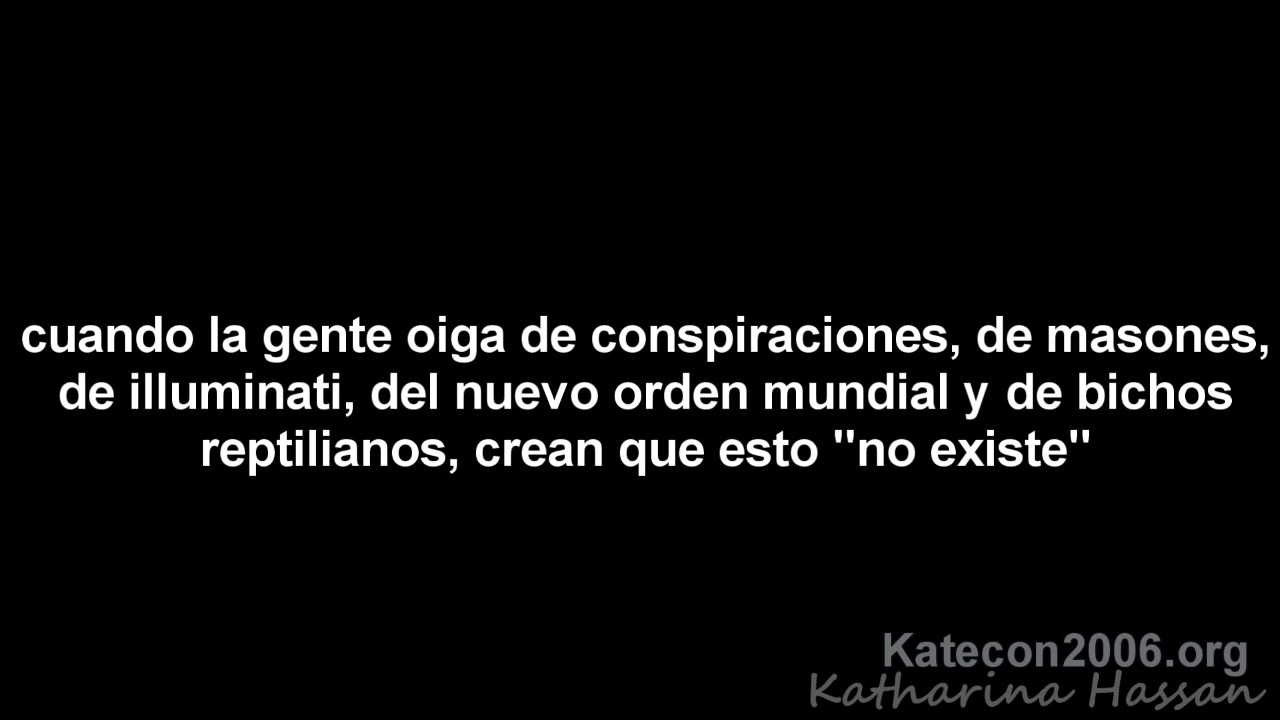 cuando la gente oiga de conspiraciones, de masones,
de illuminati, del nuevo orden mundial y de bichos
reptilianos, crean que esto "no existe"
Katecon2006.org
Katharina Hassan